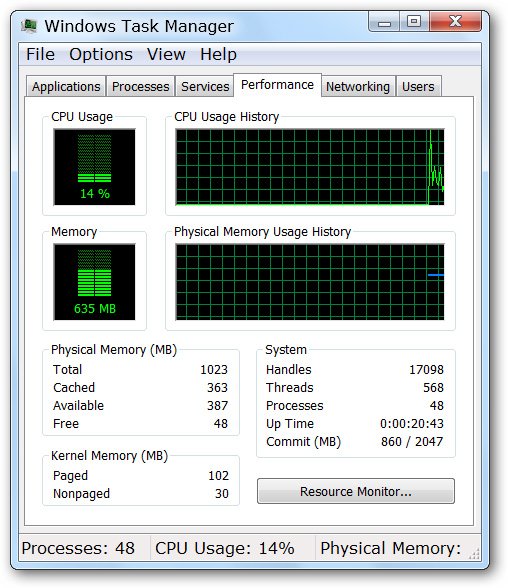 Windows Task Manager
File Options View Help
Applications Processes Services Performance Networking Users
CPU Usage
14 %
CPU Usage History
Memory
635 MB
Physical Memory Usage History
Physical Memory (MB)
Total 1023
Cached 363
Available 387
Free 48
System
Handles 17098
Threads 568
Processes 48
Up Time 0:00:20:43
Commit (MB) 860 / 2047
Kernel Memory (MB)
Paged 102
Nonpaged 30
Resource Monitor...
Processes: 48 CPU Usage: 14% Physical Memory: